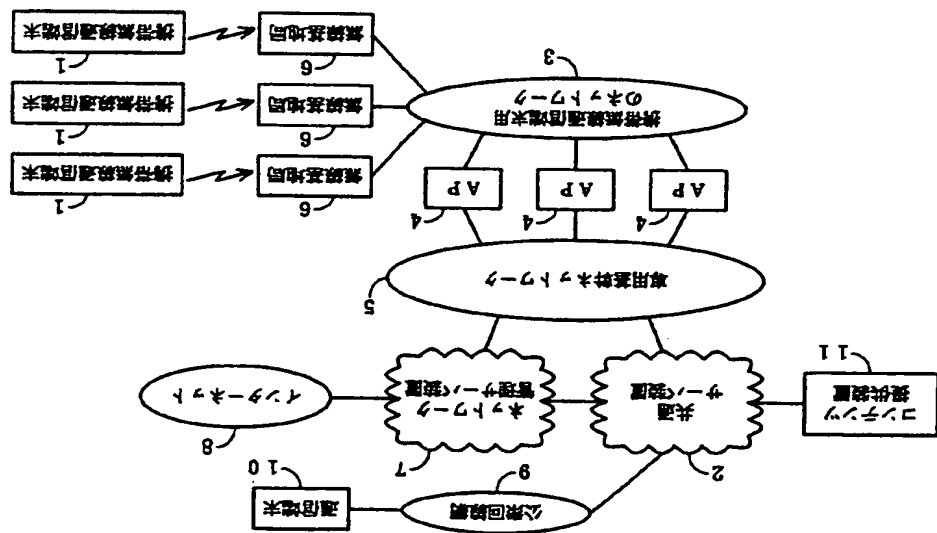 公衆回線網
通信端末
9
10
2
7
8
コンテンツ
提供装置
共通
サーバ装置
ネットワーク
管理サーバ装置
インターネット
11
専用基幹ネットワーク
5
4
4
4
AP
AP
AP
携帯無線通信端末用
のネットワーク
3
6
1
無線基地局
携帯無線通信端末
6
1
無線基地局
携帯無線通信端末
6
1
無線基地局
携帯無線通信端末